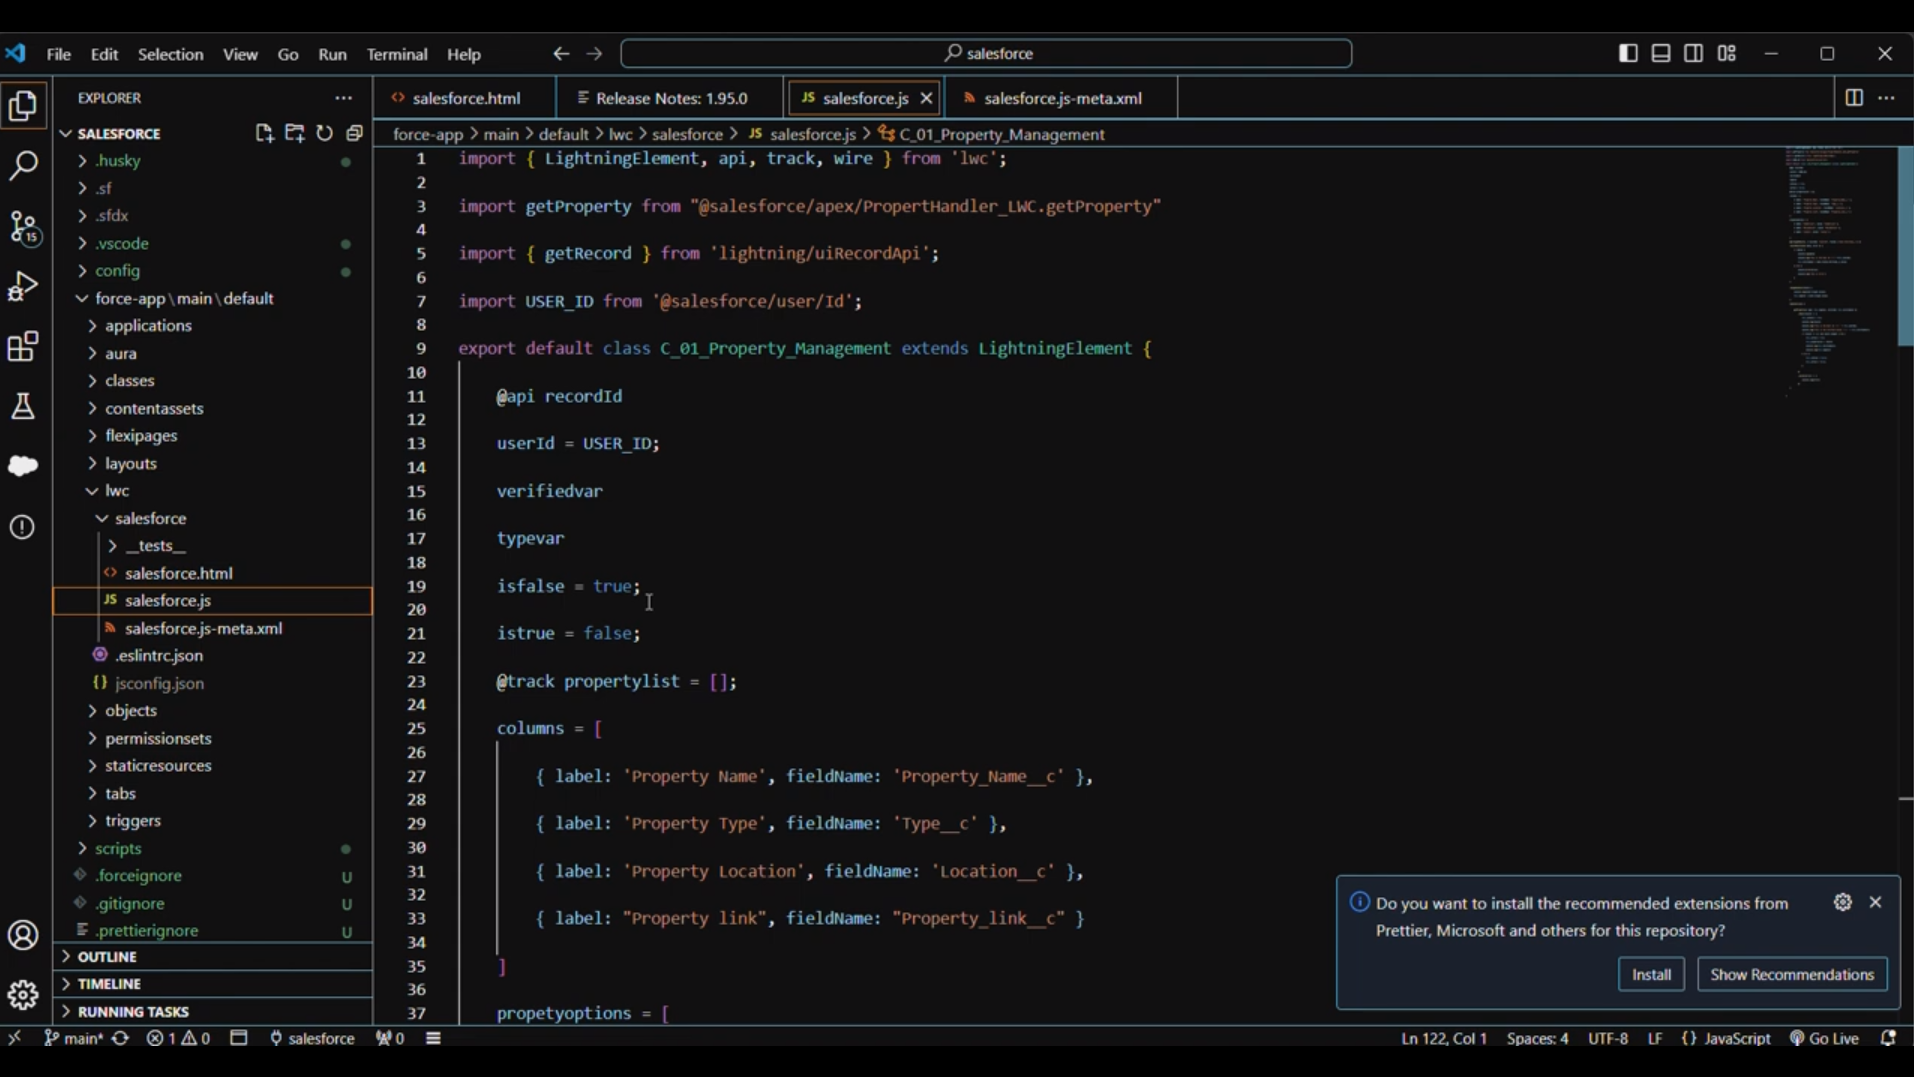 File Edit Selection View Go Run Terminal Help
salesforce
EXPLORER
SALESFORCE
.husky
.sf
.sfdx
.vscode
config
force-app\main\default
applications
aura
classes
contentassets
flexipages
layouts
lwc
salesforce
__tests__
salesforce.html
JS salesforce.js
salesforce.js-meta.xml
.eslintrc.json
{} jsconfig.json
objects
permissionsets
staticresources
tabs
triggers
scripts
.forceignore U
.gitignore U
.prettierignore U
OUTLINE
TIMELINE
RUNNING TASKS
15
salesforce.html Release Notes: 1.95.0 JS salesforce.js salesforce.js-meta.xml
force-app > main > default > lwc > salesforce > JS salesforce.js > C_01_Property_Management
1 import { LightningElement, api, track, wire } from 'lwc';
2
3 import getProperty from "@salesforce/apex/PropertHandler_LWC.getProperty"
4
5 import { getRecord } from 'lightning/uiRecordApi';
6
7 import USER_ID from '@salesforce/user/Id';
8
9 export default class C_01_Property_Management extends LightningElement {
10
11 @api recordId
12
13 userId = USER_ID;
14
15 verifiedvar
16
17 typevar
18
19 isfalse = true;
20
21 istrue = false;
22
23 @track propertylist = [];
24
25 columns = [
26
27 { label: 'Property Name', fieldName: 'Property_Name__c' },
28
29 { label: 'Property Type', fieldName: 'Type__c' },
30
31 { label: 'Property Location', fieldName: 'Location__c' },
32
33 { label: "Property link", fieldName: "Property_link__c" }
34
35 ]
36
37 propetyoptions = [
Do you want to install the recommended extensions from
Prettier, Microsoft and others for this repository?
Install Show Recommendations
main* 1 0 salesforce 0 Ln 122, Col 1 Spaces: 4 UTF-8 LF {} JavaScript Go Live